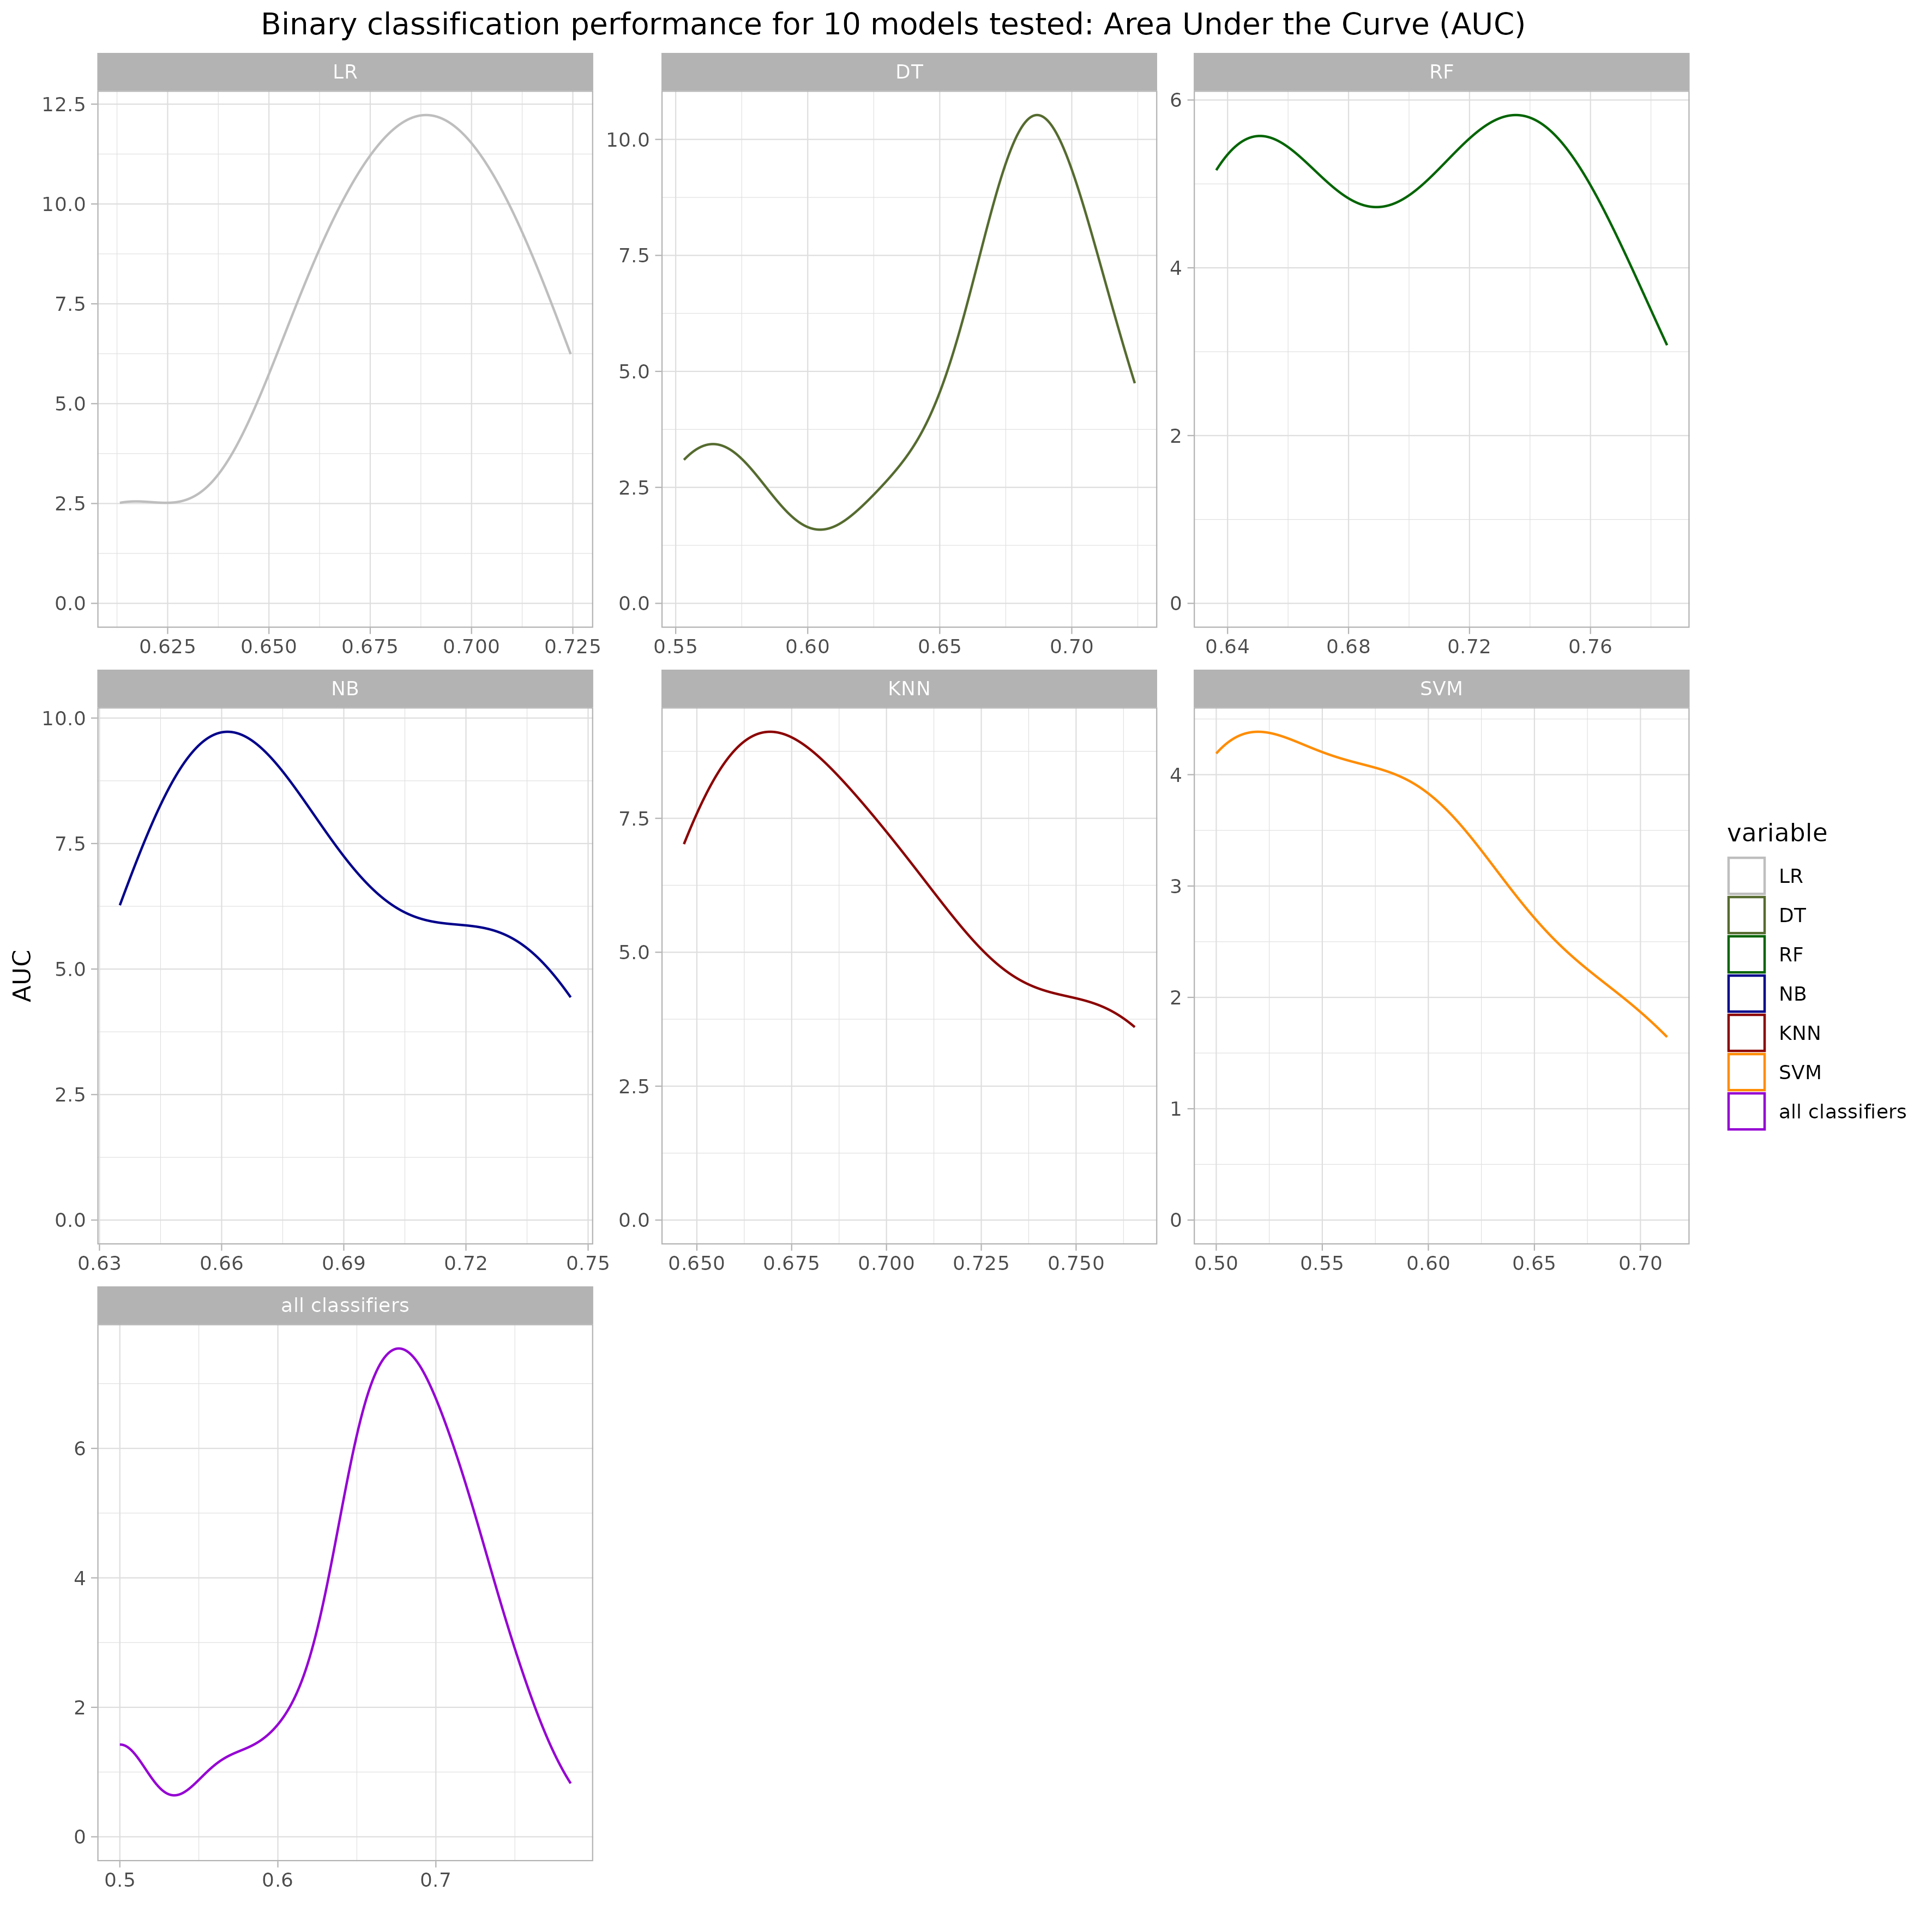 Binary classification performance for 10 models tested: Area Under the Curve (AUC)
LR
DT
RF
12.5
10.0
7.5
5.0
2.5
0.0
10.0
7.5
5.0
2.5
0.0
6
4
2
0
0.625 0.650 0.675 0.700 0.725
0.55 0.60 0.65 0.70
0.64 0.68 0.72 0.76
NB
KNN
SVM
10.0
7.5
5.0
2.5
0.0
7.5
5.0
2.5
0.0
4
3
2
1
0
0.63 0.66 0.69 0.72 0.75
0.650 0.675 0.700 0.725 0.750
0.50 0.55 0.60 0.65 0.70
AUC
all classifiers
6
4
2
0
0.5 0.6 0.7
variable
LR
DT
RF
NB
KNN
SVM
all classifiers